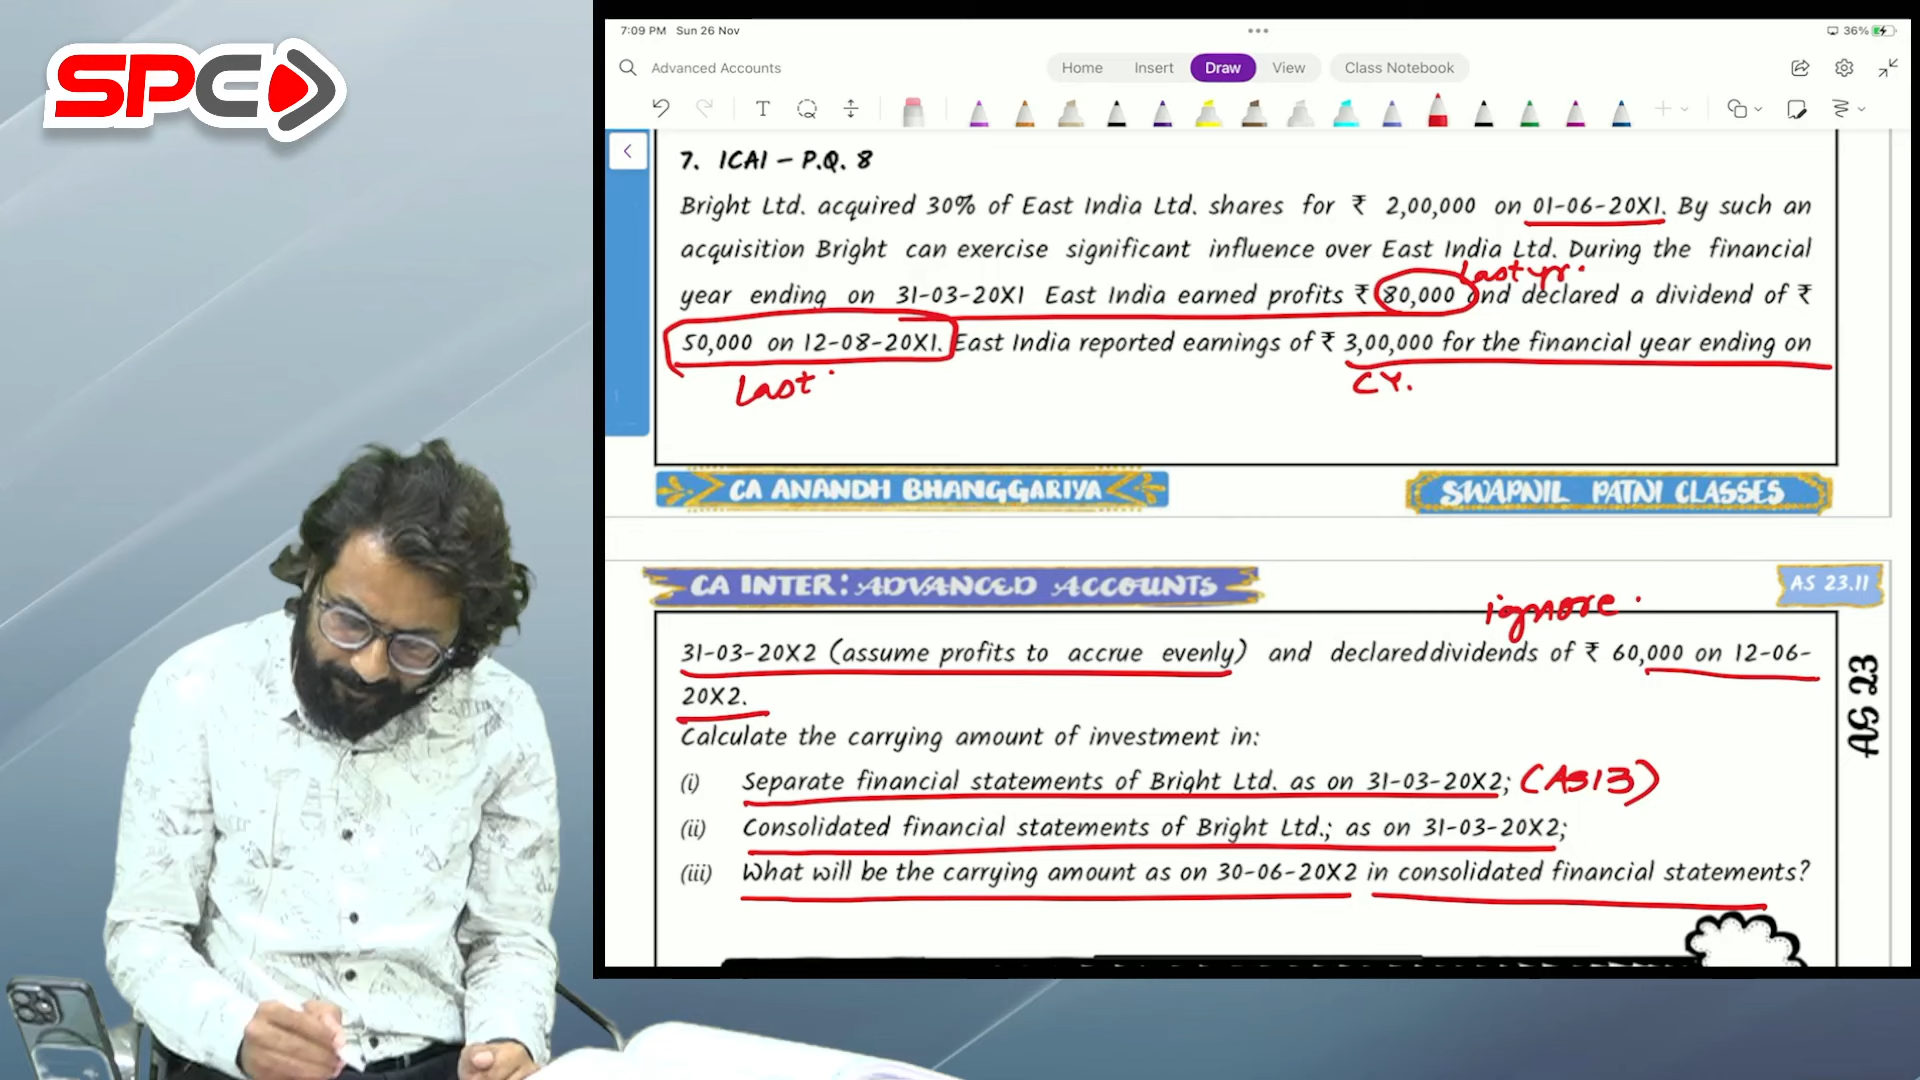 SPC
7:09 PM Sun 26 Nov
36%
Advanced Accounts
Home Insert Draw View Class Notebook
7. ICAI – P.Q. 8
Bright Ltd. acquired 30% of East India Ltd. shares for ₹ 2,00,000 on 01-06-20X1. By such an
acquisition Bright can exercise significant influence over East India Ltd. During the financial
last yr.
year ending on 31-03-20X1 East India earned profits ₹ 80,000 and declared a dividend of ₹
50,000 on 12-08-20X1. East India reported earnings of ₹ 3,00,000 for the financial year ending on
Last
CY.
CA ANANDH BHANGGARIYA
SWAPNIL PATNI CLASSES
CA INTER: ADVANCED ACCOUNTS
AS 23.11
ignore.
31-03-20X2 (assume profits to accrue evenly) and declared dividends of ₹ 60,000 on 12-06-
20X2.
AS 23
Calculate the carrying amount of investment in:
(i) Separate financial statements of Bright Ltd. as on 31-03-20X2; (AS13)
(ii) Consolidated financial statements of Bright Ltd.; as on 31-03-20X2;
(iii) What will be the carrying amount as on 30-06-20X2 in consolidated financial statements?